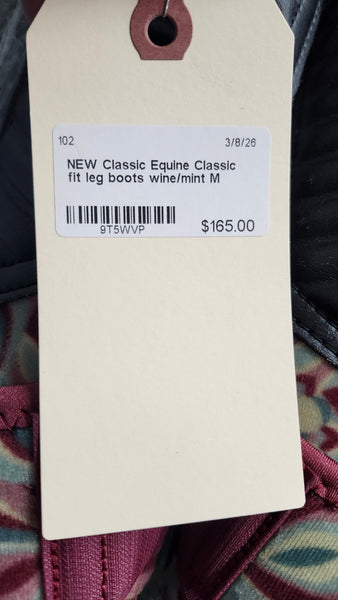 102 3/8/26
NEW Classic Equine Classic
fit leg boots wine/mint M
9T5WVP $165.00